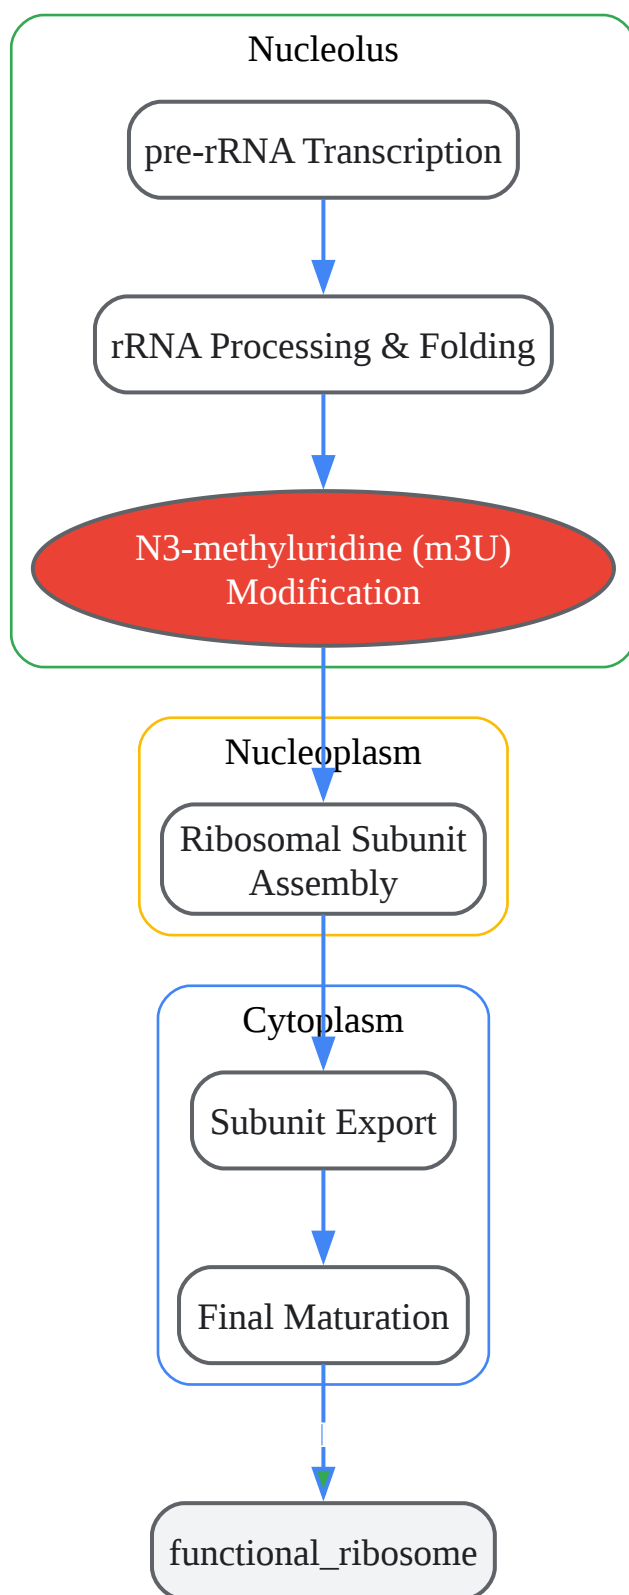 Nucleolus
pre-rRNA Transcription
rRNA Processing & Folding
N3-methyluridine (m3U)
Modification
Nucleoplasm
Ribosomal Subunit
Assembly
Cytoplasm
Subunit Export
Final Maturation
functional_ribosome